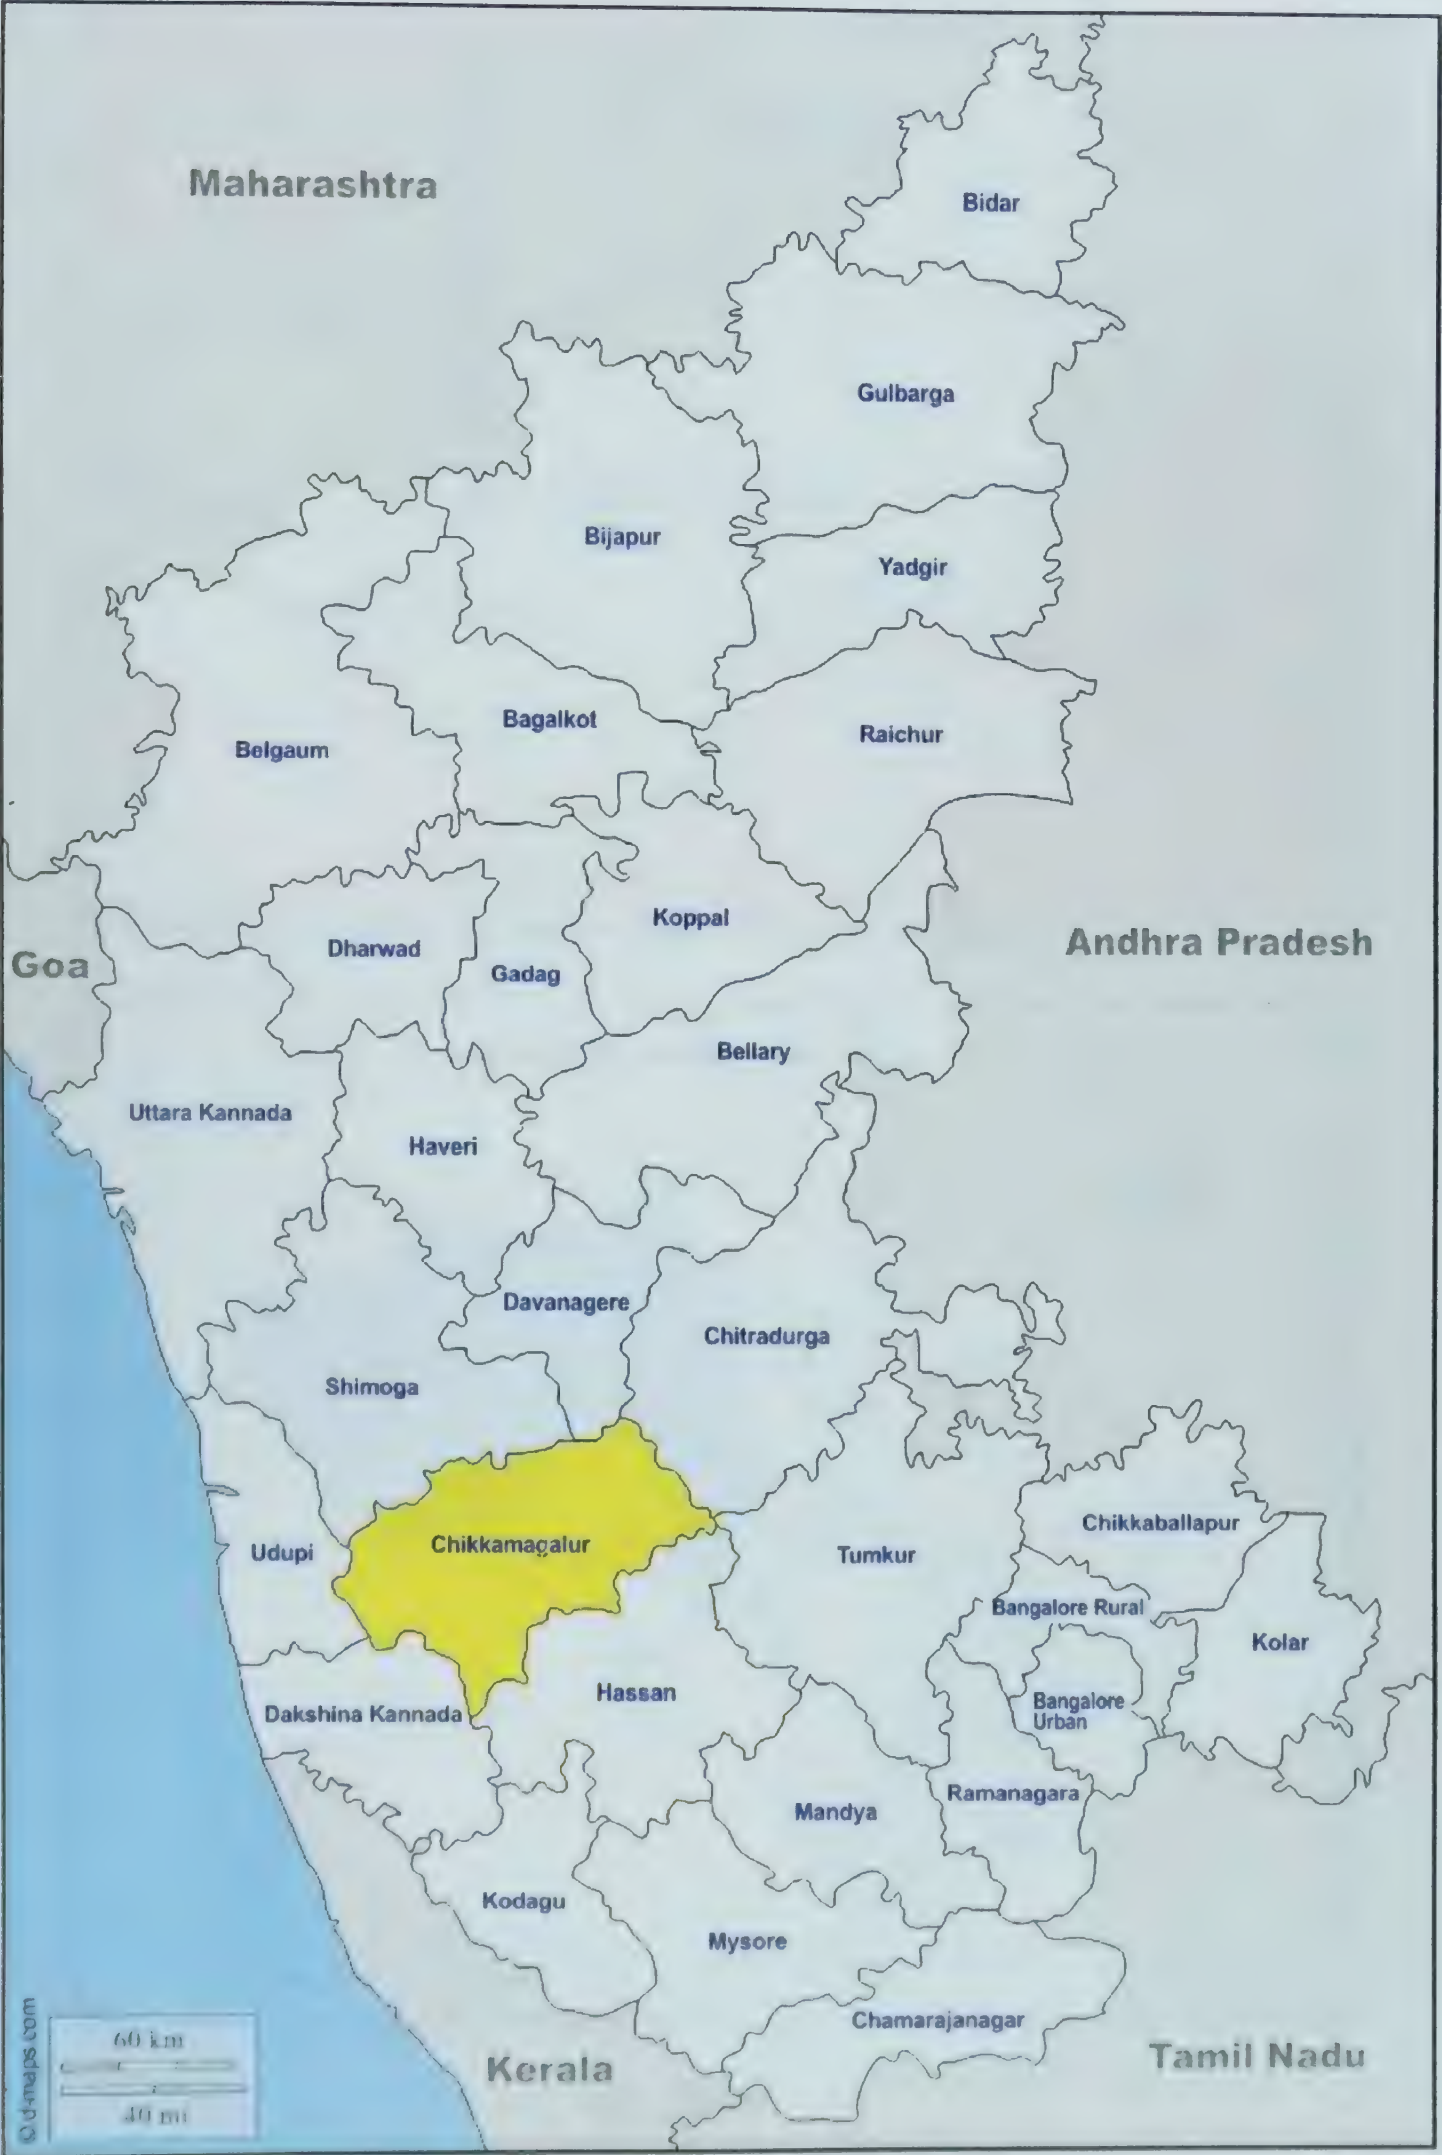 Maharashtra
Bidar
Gulbarga
Bijapur
Yadgir
Bagalkot
Raichur
Belgaum
Koppal
Dharwad
Gadag
Goa
Andhra Pradesh
Bellary
Uttara Kannada
Haveri
Davanagere
Chitradurga
Shimoga
Chikkaballapur
Chikkamagalur
Udupi
Tumkur
Bangalore Rural
Kolar
Hassan
Bangalore
Urban
Dakshina Kannada
Ramanagara
Mandya
Kodagu
Mysore
Chamarajanagar
Kerala
Tamil Nadu
60 km
40 mi
© d-maps.com